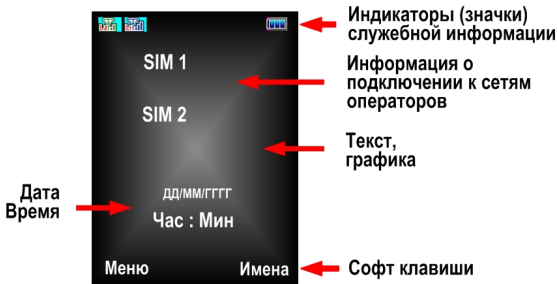 Индикаторы (значки)
служебной информации
SIM 1
Информация о
подключении к сетям
операторов
SIM 2
Текст,
графика
Дата
Время
ДД/ММ/ГГГГ
Час : Мин
Меню
Имена
Софт клавиши